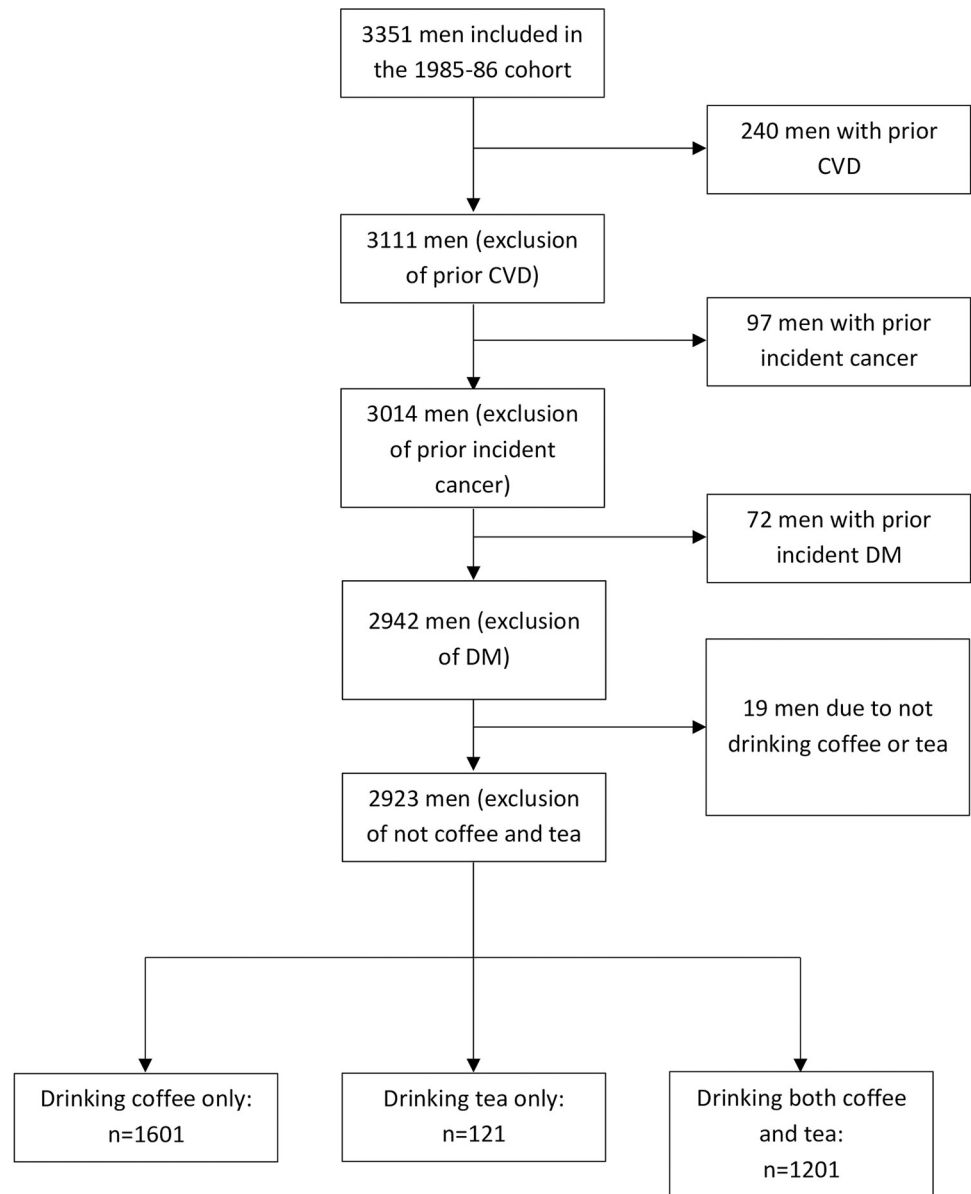 3351 men included in
the 1985-86 cohort
240 men with prior
CVD
3111 men (exclusion
of prior CVD)
97 men with prior
incident cancer
3014 men (exclusion
of prior incident
cancer)
72 men with prior
incident DM
2942 men (exclusion
of DM)
19 men due to not
drinking coffee or tea
2923 men (exclusion
of not coffee and tea
Drinking coffee only:
n=1601
Drinking tea only:
n=121
Drinking both coffee
and tea:
n=1201